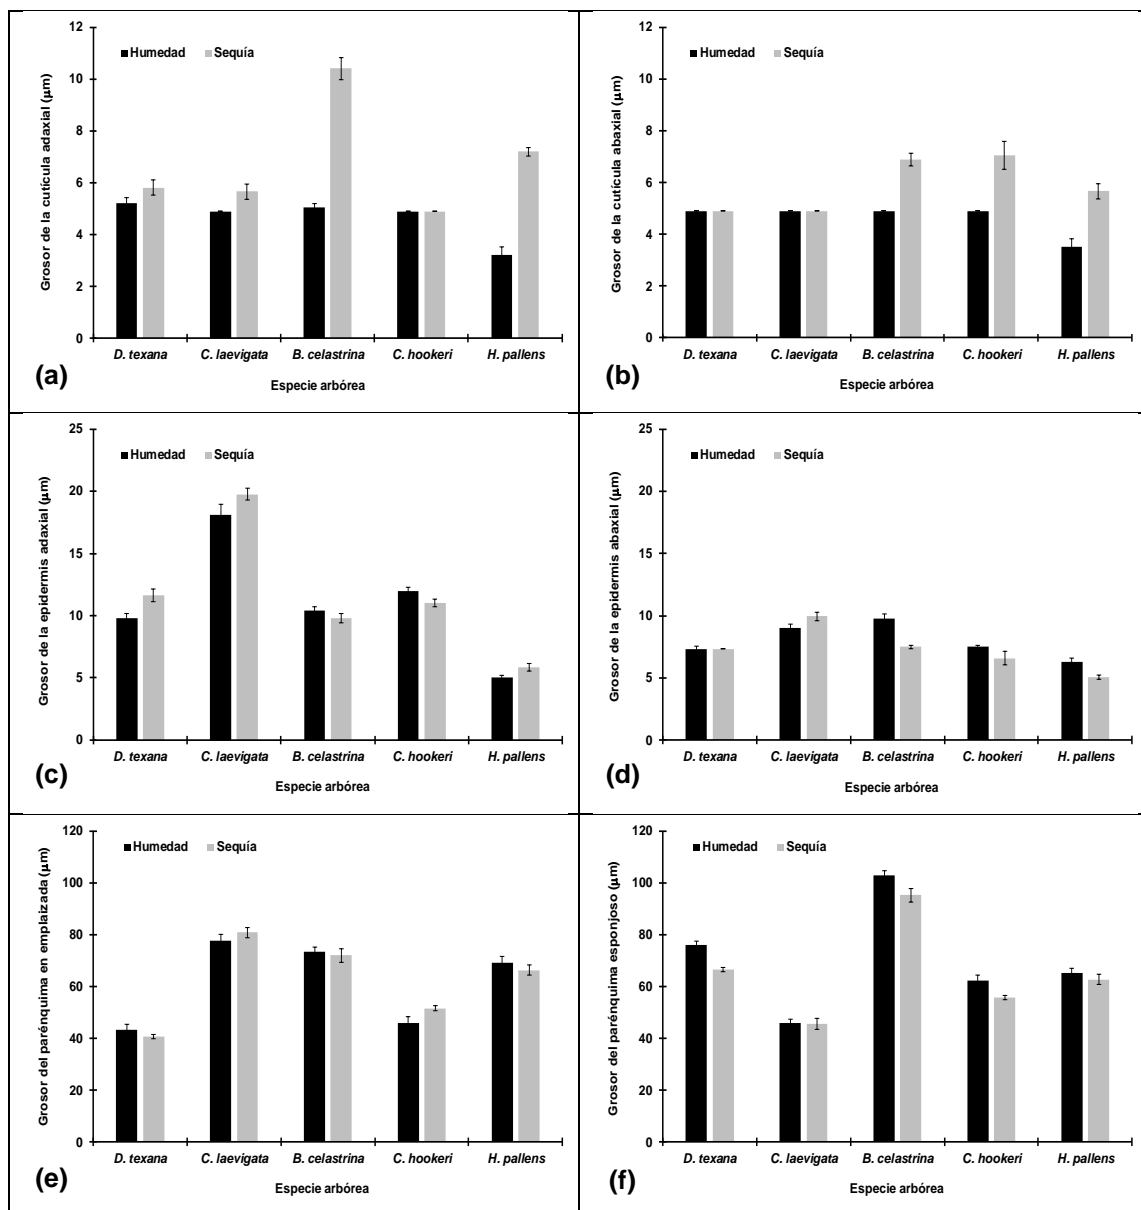 Grosor de la cutícula adaxial (µm)
12
10
8
6
4
2
0
Humedad Sequía
D. texana C. laevigata B. celastrina C. hookeri H. pallens
Especie arbórea
(a)
Grosor de la cutícula abaxial (µm)
12
10
8
6
4
2
0
Humedad Sequía
D. texana C. laevigata B. celastrina C. hookeri H. pallens
Especie arbórea
(b)
Grosor de la epidermis adaxial (µm)
25
20
15
10
5
0
Humedad Sequía
D. texana C. laevigata B. celastrina C. hookeri H. pallens
Especie arbórea
(c)
Grosor de la epidermis abaxial (µm)
25
20
15
10
5
0
Humedad Sequía
D. texana C. laevigata B. celastrina C. hookeri H. pallens
Especie arbórea
(d)
Grosor del parénquima en emplaizada (µm)
120
100
80
60
40
20
0
Humedad Sequía
D. texana C. laevigata B. celastrina C. hookeri H. pallens
Especie arbórea
(e)
Grosor del parénquima esponjoso (µm)
120
100
80
60
40
20
0
Humedad Sequía
D. texana C. laevigata B. celastrina C. hookeri H. pallens
Especie arbórea
(f)